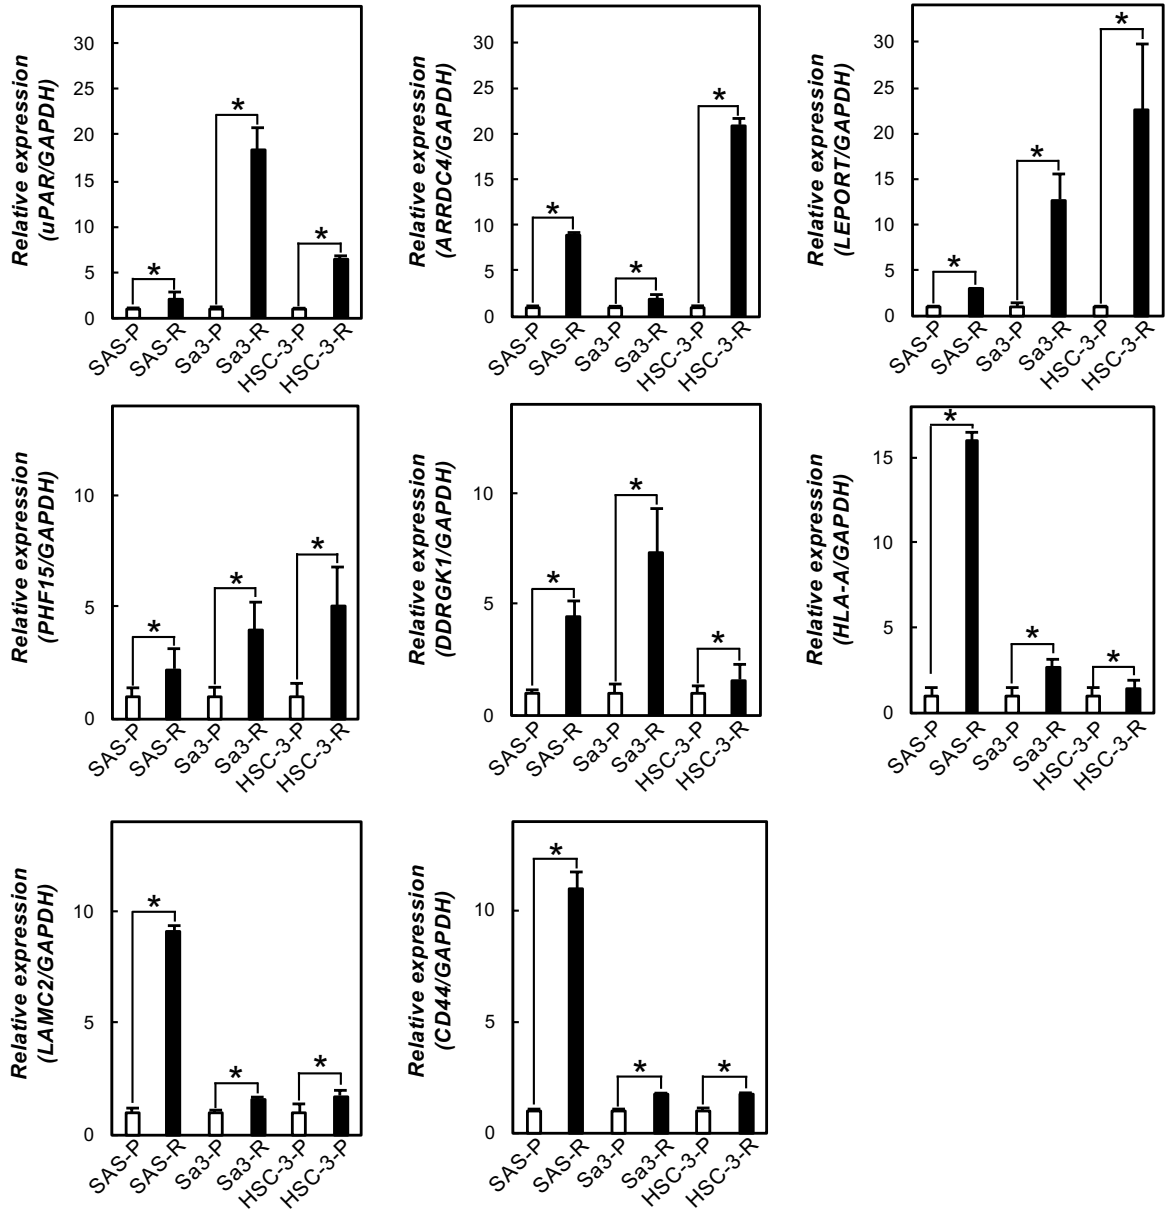 Relative expression
(uPAR/GAPDH)
30
25
20
15
10
5
0
*
*
*
SAS-P
SAS-R
Sa3-P
Sa3-R
HSC-3-P
HSC-3-R
Relative expression
(ARRDC4/GAPDH)
30
25
20
15
10
5
0
*
*
*
SAS-P
SAS-R
Sa3-P
Sa3-R
HSC-3-P
HSC-3-R
Relative expression
(LEPORT/GAPDH)
30
25
20
15
10
5
0
*
*
*
SAS-P
SAS-R
Sa3-P
Sa3-R
HSC-3-P
HSC-3-R
Relative expression
(PHF15/GAPDH)
10
5
0
*
*
*
SAS-P
SAS-R
Sa3-P
Sa3-R
HSC-3-P
HSC-3-R
Relative expression
(DDRGK1/GAPDH)
10
5
0
*
*
*
SAS-P
SAS-R
Sa3-P
Sa3-R
HSC-3-P
HSC-3-R
Relative expression
(HLA-A/GAPDH)
15
10
5
0
*
*
*
SAS-P
SAS-R
Sa3-P
Sa3-R
HSC-3-P
HSC-3-R
Relative expression
(LAMC2/GAPDH)
10
5
0
*
*
*
SAS-P
SAS-R
Sa3-P
Sa3-R
HSC-3-P
HSC-3-R
Relative expression
(CD44/GAPDH)
10
5
0
*
*
*
SAS-P
SAS-R
Sa3-P
Sa3-R
HSC-3-P
HSC-3-R